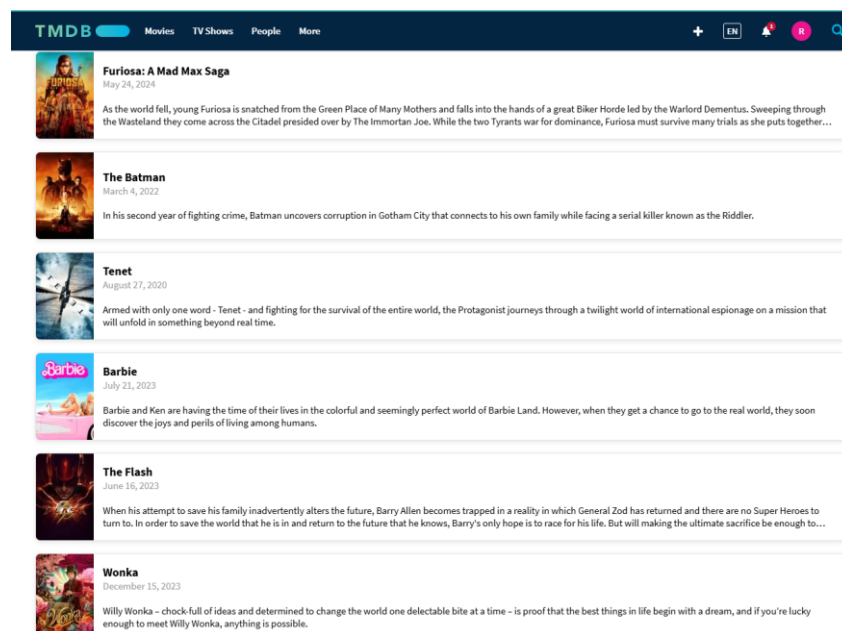 TMDB Movies TV Shows People More + EN 1 R
FURIOSA
Furiosa: A Mad Max Saga
May 24, 2024
As the world fell, young Furiosa is snatched from the Green Place of Many Mothers and falls into the hands of a great Biker Horde led by the Warlord Dementus. Sweeping through
the Wasteland they come across the Citadel presided over by The Immortan Joe. While the two Tyrants war for dominance, Furiosa must survive many trials as she puts together...
The Batman
March 4, 2022
In his second year of fighting crime, Batman uncovers corruption in Gotham City that connects to his own family while facing a serial killer known as the Riddler.
Tenet
August 27, 2020
Armed with only one word - Tenet - and fighting for the survival of the entire world, the Protagonist journeys through a twilight world of international espionage on a mission that
will unfold in something beyond real time.
Barbie
Barbie
July 21, 2023
Barbie and Ken are having the time of their lives in the colorful and seemingly perfect world of Barbie Land. However, when they get a chance to go to the real world, they soon
discover the joys and perils of living among humans.
The Flash
June 16, 2023
When his attempt to save his family inadvertently alters the future, Barry Allen becomes trapped in a reality in which General Zod has returned and there are no Super Heroes to
turn to. In order to save the world that he is in and return to the future that he knows, Barry's only hope is to race for his life. But will making the ultimate sacrifice be enough to...
Wonka
Wonka
December 15, 2023
Willy Wonka – chock-full of ideas and determined to change the world one delectable bite at a time – is proof that the best things in life begin with a dream, and if you're lucky
enough to meet Willy Wonka, anything is possible.